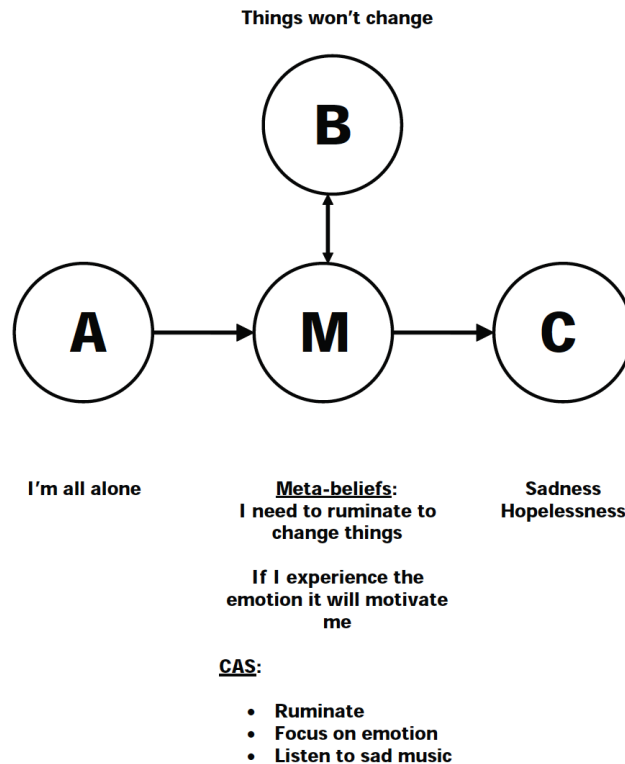 Things won't change
B
A
M
C
I'm all alone
Meta-beliefs:
I need to ruminate to
change things
If I experience the
emotion it will motivate
me
Sadness
Hopelessness
CAS:
• Ruminate
• Focus on emotion
• Listen to sad music